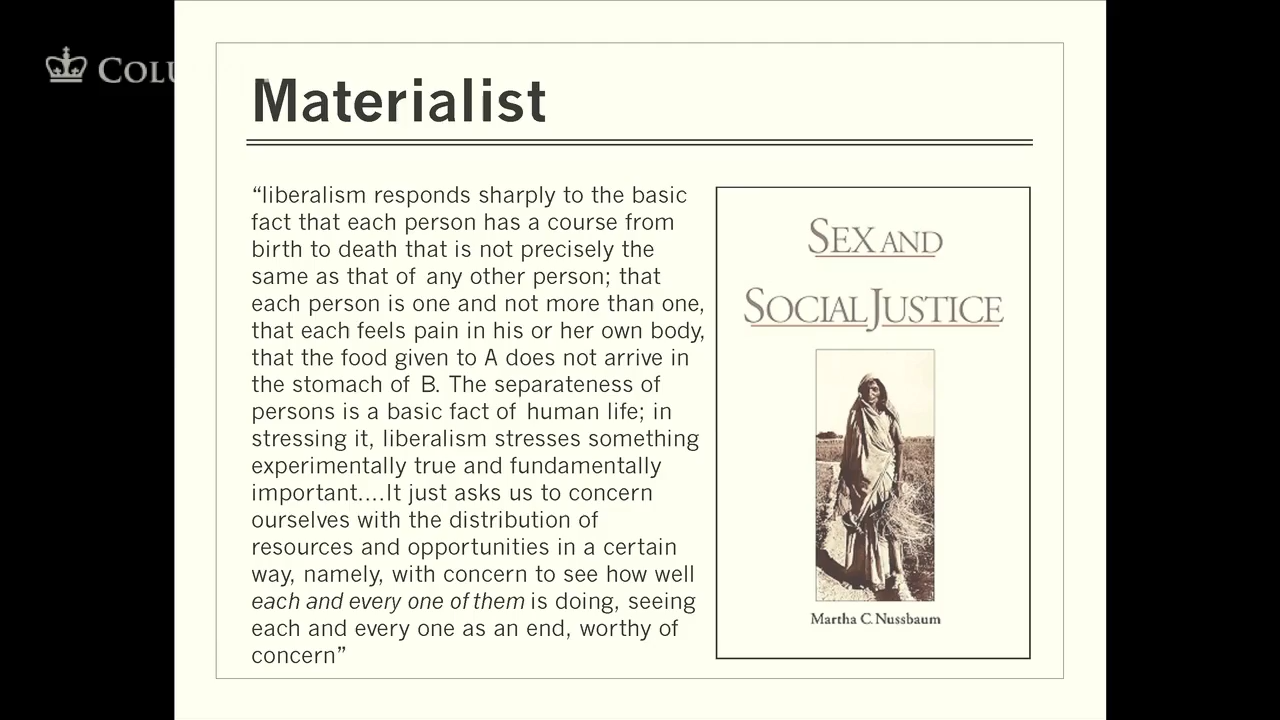 COLU
Materialist
“liberalism responds sharply to the basic
fact that each person has a course from
birth to death that is not precisely the
same as that of any other person; that
each person is one and not more than one,
that each feels pain in his or her own body,
that the food given to A does not arrive in
the stomach of B. The separateness of
persons is a basic fact of human life; in
stressing it, liberalism stresses something
experimentally true and fundamentally
important....It just asks us to concern
ourselves with the distribution of
resources and opportunities in a certain
way, namely, with concern to see how well
each and every one of them is doing, seeing
each and every one as an end, worthy of
concern”
SEX AND
SOCIAL JUSTICE
Martha C. Nussbaum